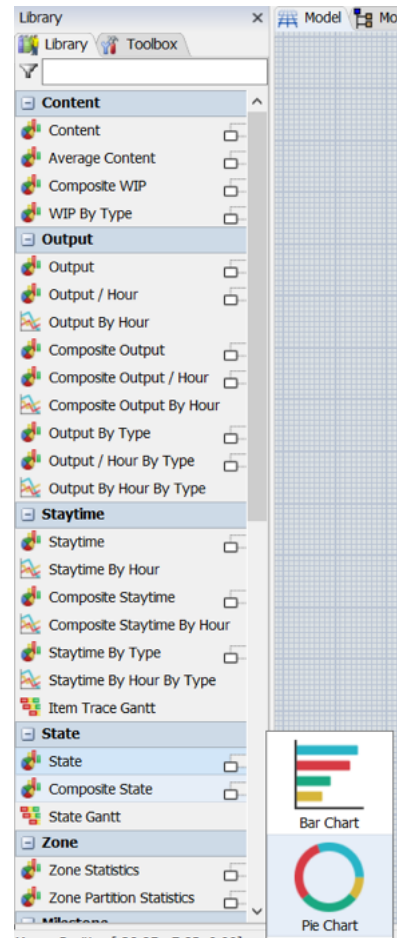 Library
Model
Mo
Library
Toolbox
Content
Content
Average Content
Composite WIP
WIP By Type
Output
Output
Output / Hour
Output By Hour
Composite Output
Composite Output / Hour
Composite Output By Hour
Output By Type
Output / Hour By Type
Output By Hour By Type
Staytime
Staytime
Staytime By Hour
Composite Staytime
Composite Staytime By Hour
Staytime By Type
Staytime By Hour By Type
Item Trace Gantt
State
State
Composite State
State Gantt
Bar Chart
Zone
Zone Statistics
Zone Partition Statistics
Pie Chart